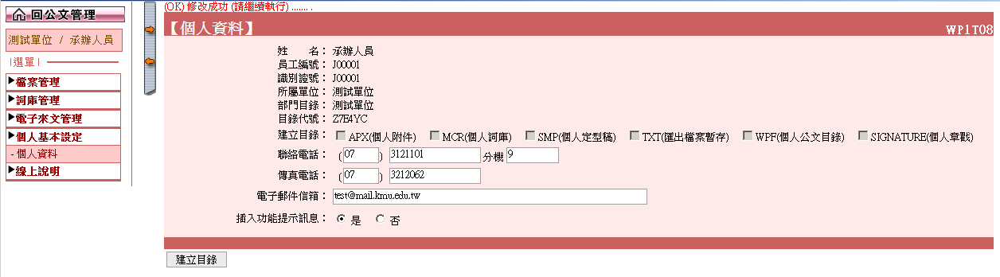 (OK) 修改成功 (請繼續執行) ....... .
回公文管理
測試單位 / 承辦人員
|選單|
▶檔案管理
▶詞庫管理
▶電子來文管理
▶個人基本設定
- 個人資料
▶線上說明
【個人資料】
WP1T08
姓　　名： 承辦人員
員工編號： J00001
識別證號： J00001
所屬單位： 測試單位
部門目錄： 測試單位
目錄代號： Z7E4YC
建立目錄： APX(個人附件) MCR(個人詞庫) SMP(個人定型稿) TXT(匯出檔案暫存) WPF(個人公文目錄) SIGNATURE(個人章戳)
聯絡電話： (07) 3121101 分機 9
傳真電話： (07) 3212062
電子郵件信箱： test@mail.kmu.edu.tw
插入功能提示訊息： 是 否
建立目錄